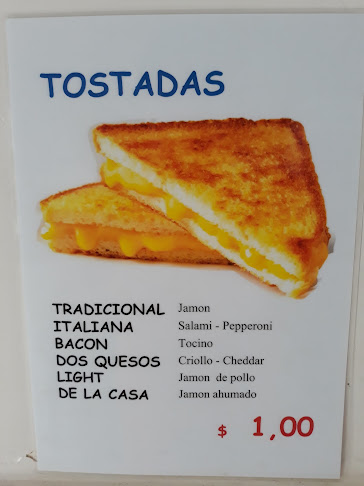 TOSTADAS
TRADICIONAL Jamon
ITALIANA Salami - Pepperoni
BACON Tocino
DOS QUESOS Criollo - Cheddar
LIGHT Jamon de pollo
DE LA CASA Jamon ahumado
$ 1,00